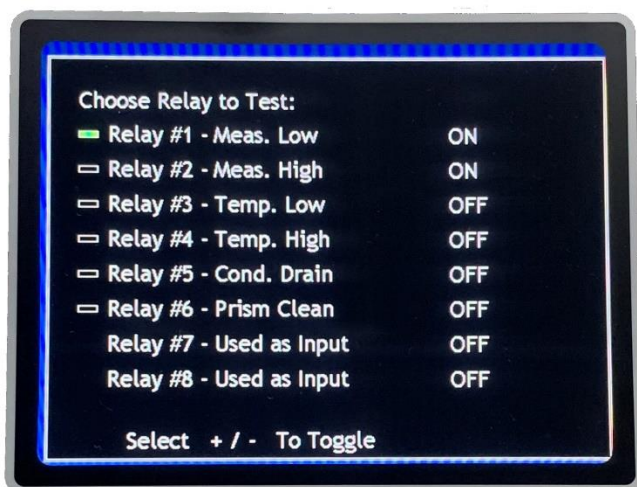 Choose Relay to Test:
Relay #1 - Meas. Low ON
Relay #2 - Meas. High ON
Relay #3 - Temp. Low OFF
Relay #4 - Temp. High OFF
Relay #5 - Cond. Drain OFF
Relay #6 - Prism Clean OFF
Relay #7 - Used as Input OFF
Relay #8 - Used as Input OFF
Select + / - To Toggle